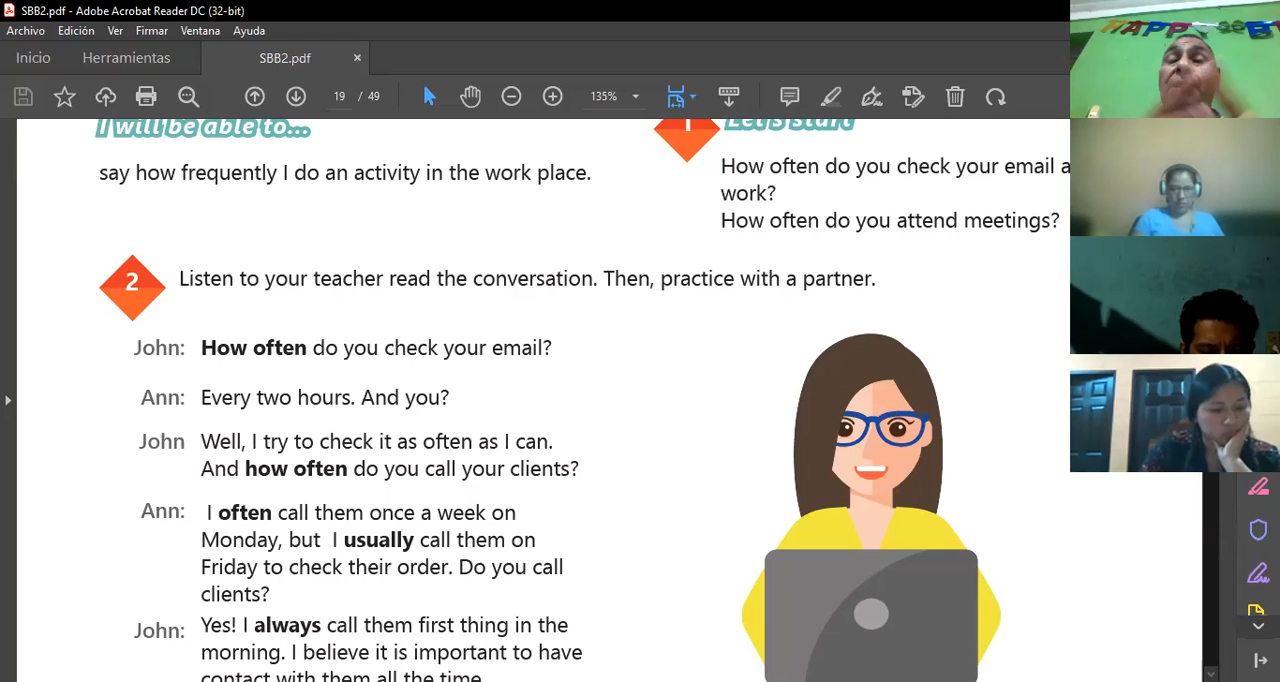 SBB2.pdf - Adobe Acrobat Reader DC (32-bit)
Archivo Edición Ver Firmar Ventana Ayuda
Inicio Herramientas SBB2.pdf ×
19 / 49 135%
I will be able to...
say how frequently I do an activity in the work place.
1 Let's start
How often do you check your email a
work?
How often do you attend meetings?
2 Listen to your teacher read the conversation. Then, practice with a partner.
John: How often do you check your email?
Ann: Every two hours. And you?
John Well, I try to check it as often as I can.
And how often do you call your clients?
Ann: I often call them once a week on
Monday, but I usually call them on
Friday to check their order. Do you call
clients?
John: Yes! I always call them first thing in the
morning. I believe it is important to have
contact with them all the time.
HAPPY B